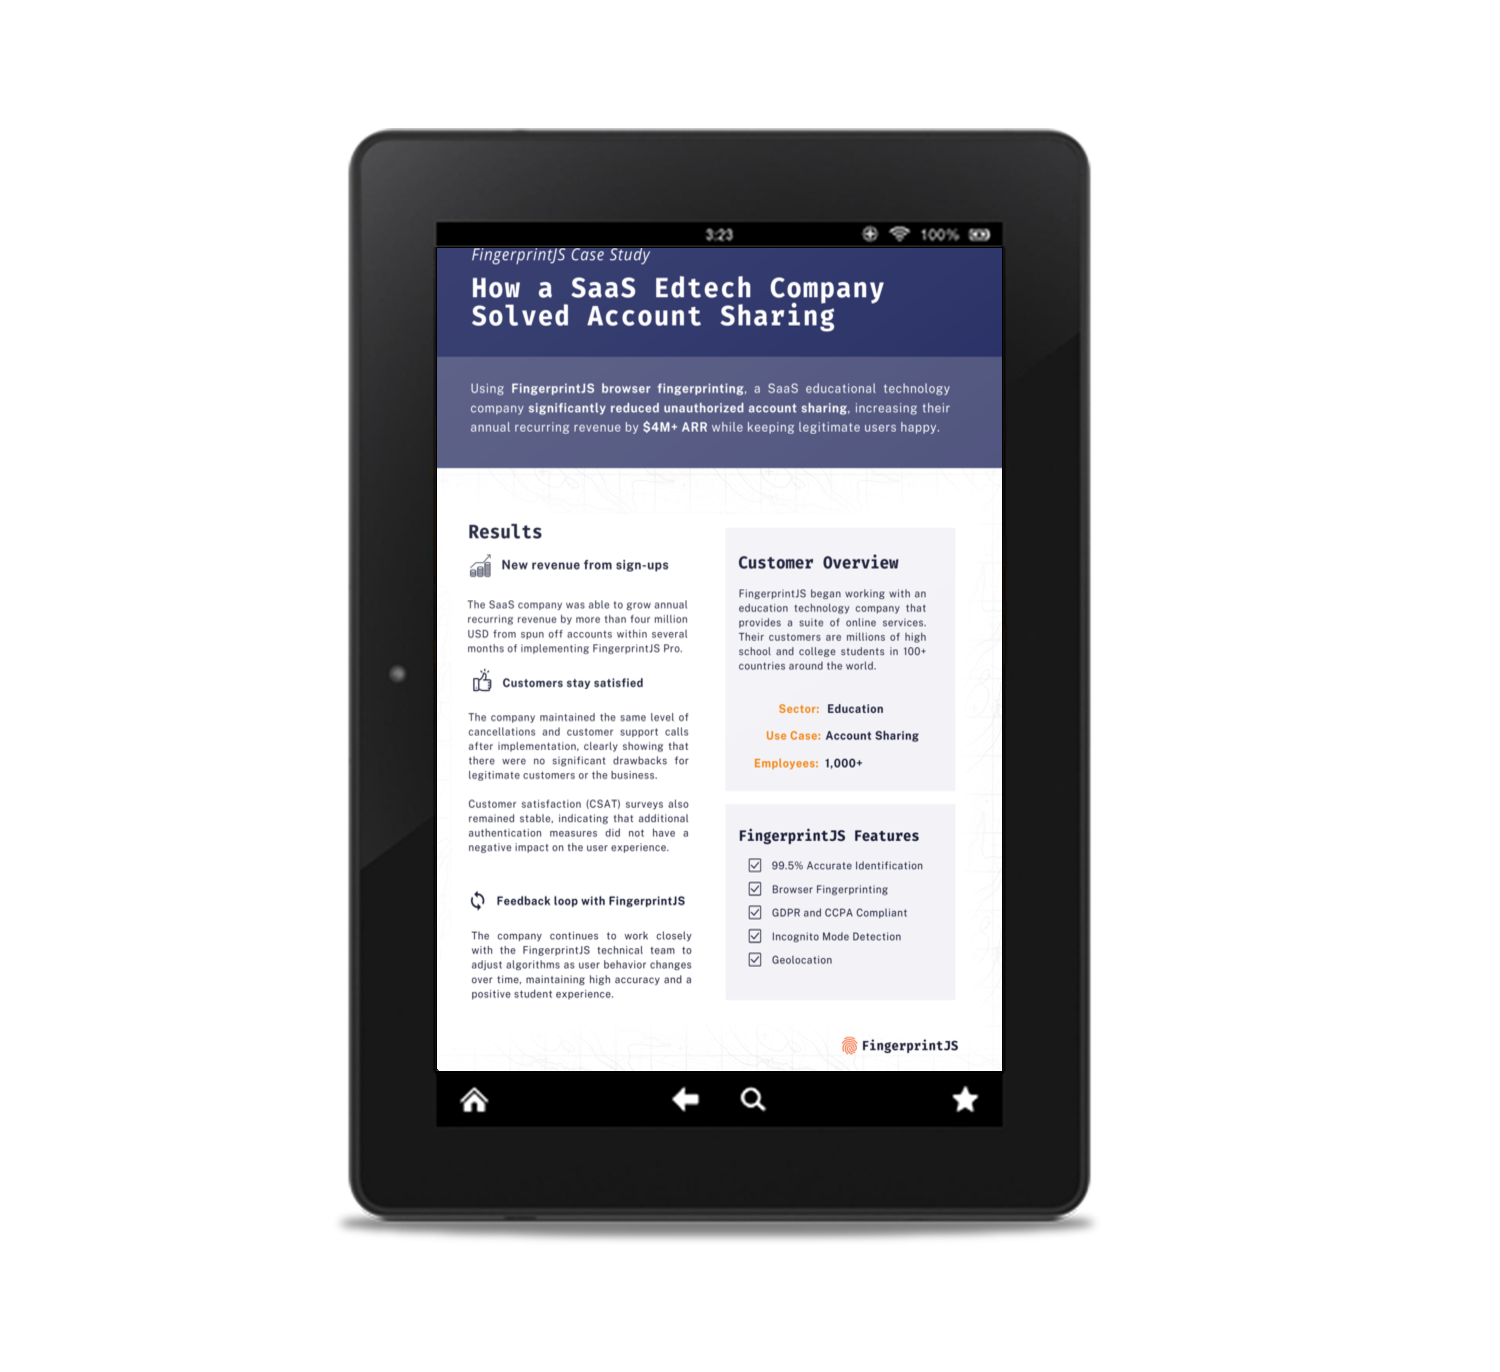 3:23
100%
FingerprintJS Case Study
How a SaaS Edtech Company
Solved Account Sharing
Using FingerprintJS browser fingerprinting, a SaaS educational technology
company significantly reduced unauthorized account sharing, increasing their
annual recurring revenue by $4M+ ARR while keeping legitimate users happy.
Results
New revenue from sign-ups
The SaaS company was able to grow annual
recurring revenue by more than four million
USD from spun off accounts within several
months of implementing FingerprintJS Pro.
Customers stay satisfied
The company maintained the same level of
cancellations and customer support calls
after implementation, clearly showing that
there were no significant drawbacks for
legitimate customers or the business.
Customer satisfaction (CSAT) surveys also
remained stable, indicating that additional
authentication measures did not have a
negative impact on the user experience.
Feedback loop with FingerprintJS
The company continues to work closely
with the FingerprintJS technical team to
adjust algorithms as user behavior changes
over time, maintaining high accuracy and a
positive student experience.
Customer Overview
FingerprintJS began working with an
education technology company that
provides a suite of online services.
Their customers are millions of high
school and college students in 100+
countries around the world.
Sector: Education
Use Case: Account Sharing
Employees: 1,000+
FingerprintJS Features
99.5% Accurate Identification
Browser Fingerprinting
GDPR and CCPA Compliant
Incognito Mode Detection
Geolocation
FingerprintJS